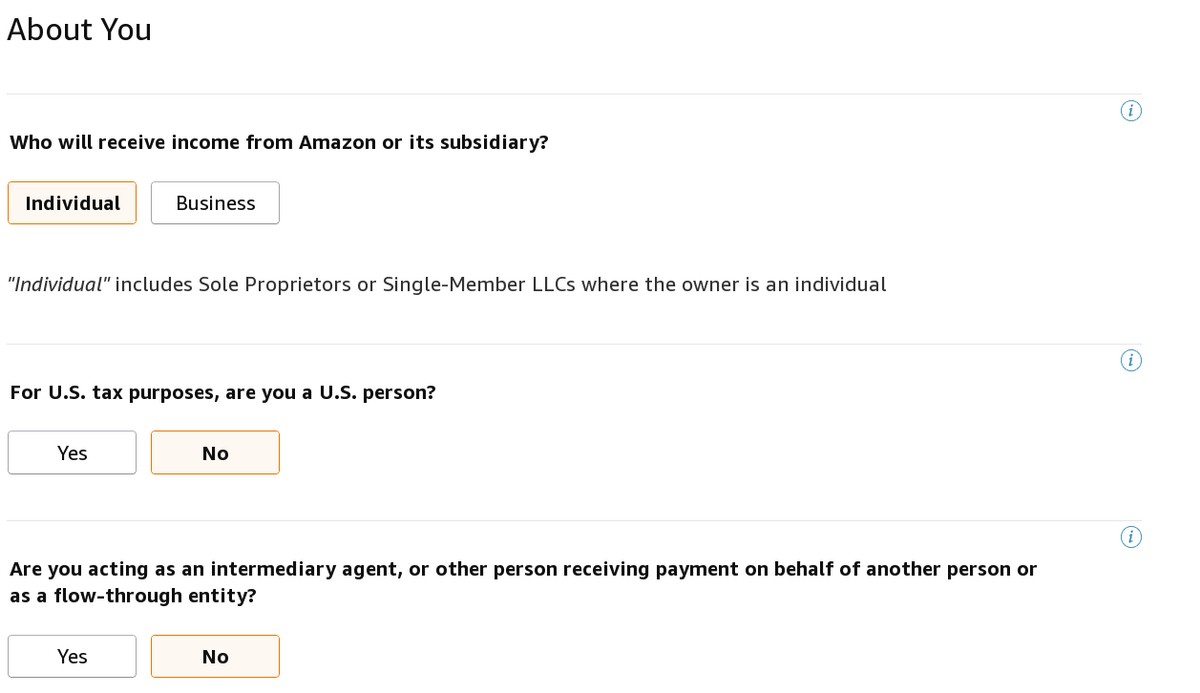 About You
i
Who will receive income from Amazon or its subsidiary?
Individual Business
"Individual" includes Sole Proprietors or Single-Member LLCs where the owner is an individual
i
For U.S. tax purposes, are you a U.S. person?
Yes No
i
Are you acting as an intermediary agent, or other person receiving payment on behalf of another person or
as a flow-through entity?
Yes No